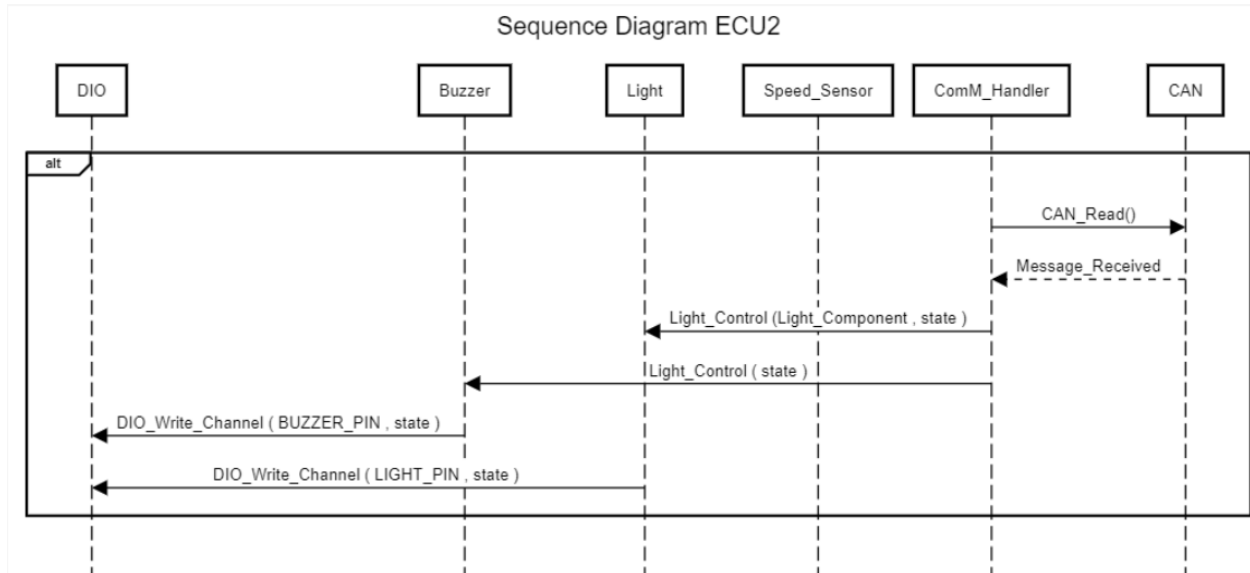 Sequence Diagram ECU2
DIO
Buzzer
Light
Speed_Sensor
ComM_Handler
CAN
alt
CAN_Read()
Message_Received
Light_Control (Light_Component , state )
Light_Control ( state )
DIO_Write_Channel ( BUZZER_PIN , state )
DIO_Write_Channel ( LIGHT_PIN , state )